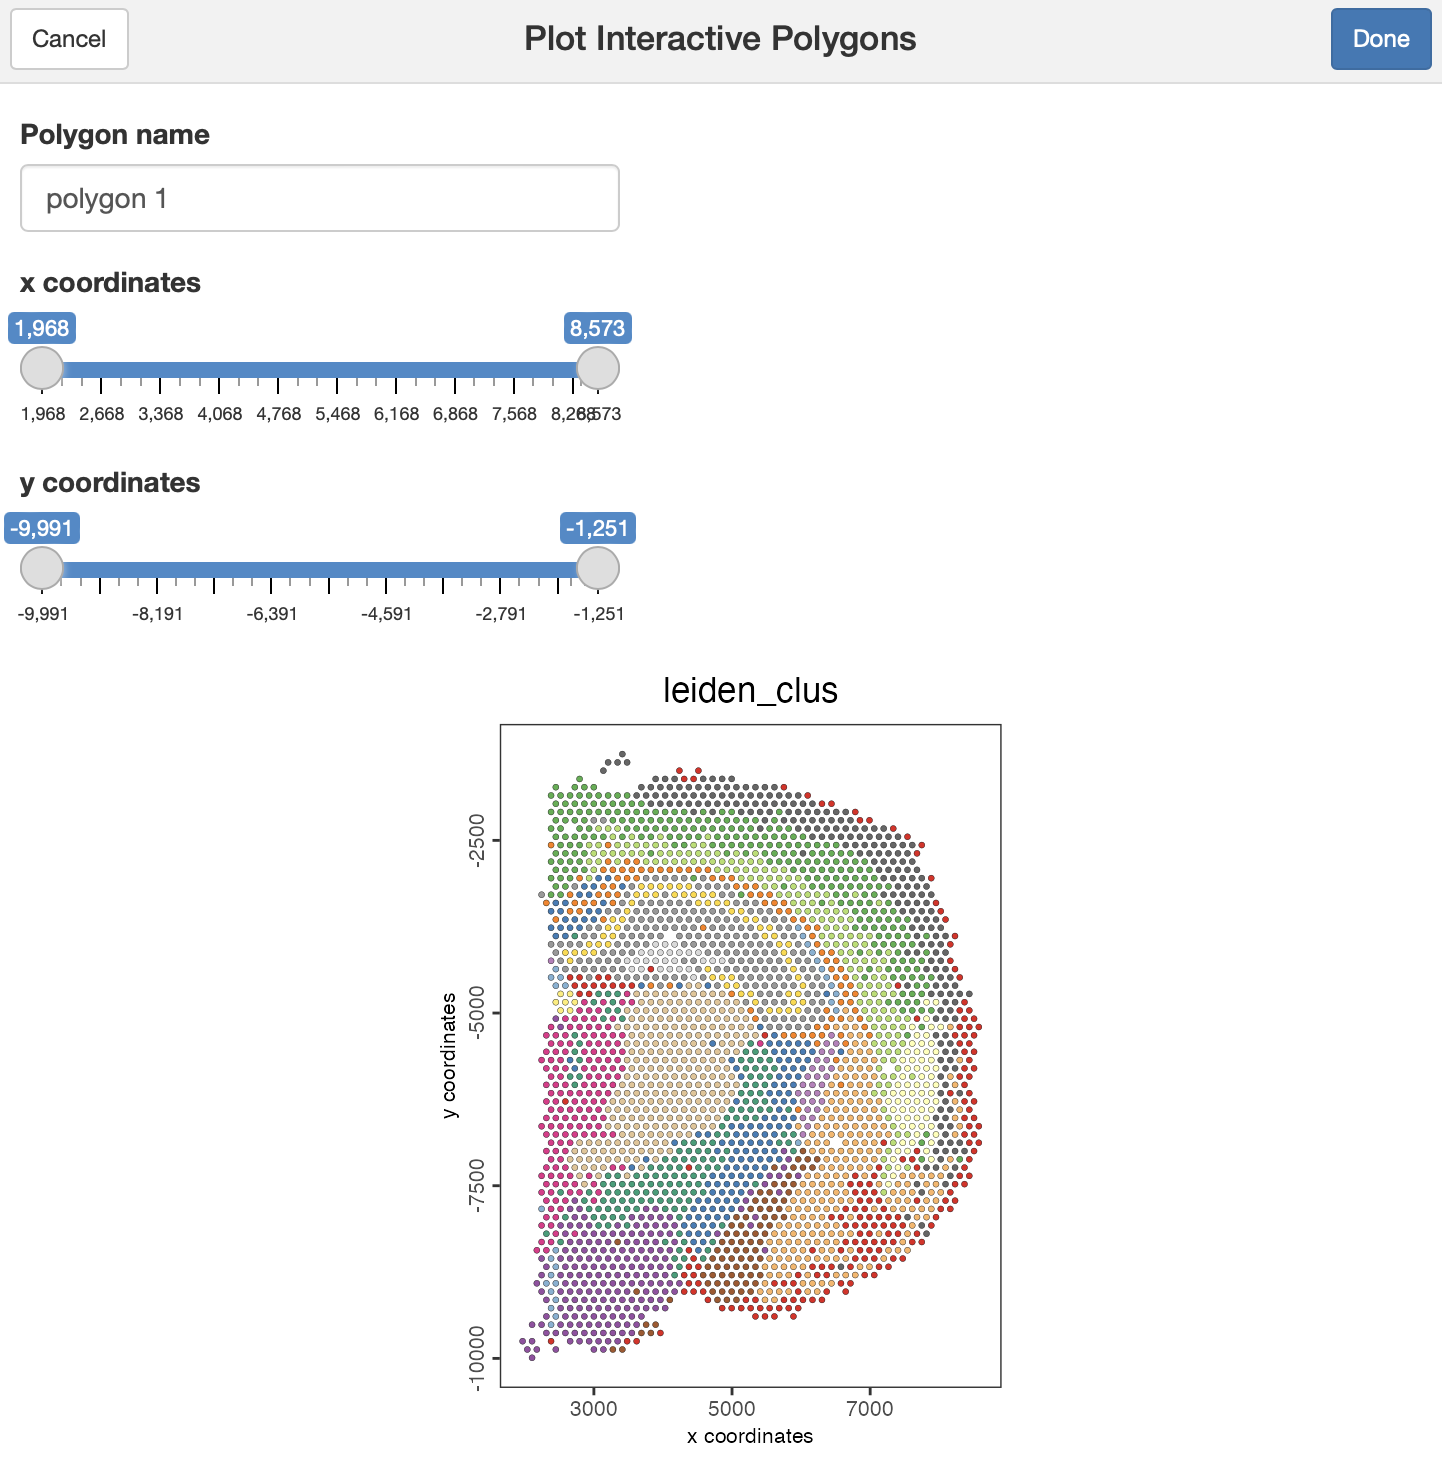 Cancel Plot Interactive Polygons Done
Polygon name
polygon 1
x coordinates
1,968 8,573
1,968 2,668 3,368 4,068 4,768 5,468 6,168 6,868 7,568 8,268 8,573
y coordinates
-9,991 -1,251
-9,991 -8,191 -6,391 -4,591 -2,791 -1,251
leiden_clus
-2500
-5000
-7500
-10000
y coordinates
3000 5000 7000
x coordinates